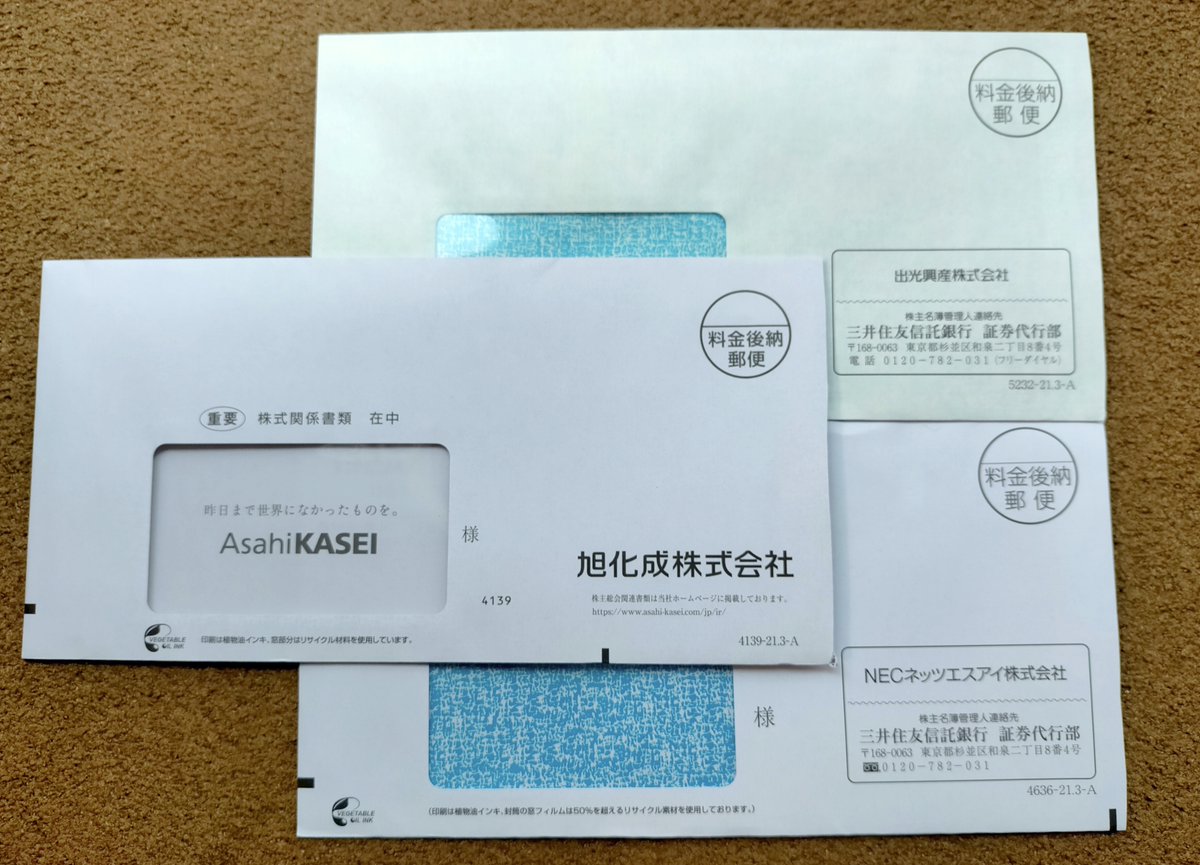 料金後納
郵便
出光興産株式会社
株主名簿管理人連絡先
三井住友信託銀行 証券代行部
〒168-0063 東京都杉並区和泉二丁目8番4号
電話 0120-782-031(フリーダイヤル)
5232-21.3-A
料金後納
郵便
重要 株式関係書類 在中
昨日まで世界になかったものを。
AsahiKASEI
様
4139
旭化成株式会社
株主総会関連書類は当社ホームページに掲載しております。
https://www.asahi-kasei.com/jp/ir/
VEGETABLE
OIL INK
印刷は植物油インキ、窓部分はリサイクル材料を使用しています。
4139-21.3-A
料金後納
郵便
様
NECネッツエスアイ株式会社
株主名簿管理人連絡先
三井住友信託銀行 証券代行部
〒168-0063 東京都杉並区和泉二丁目8番4号
0120-782-031
4636-21.3-A
VEGETABLE
OIL INK
(印刷は植物油インキ、封筒の窓フィルムは50%を超えるリサイクル素材を使用しております。)